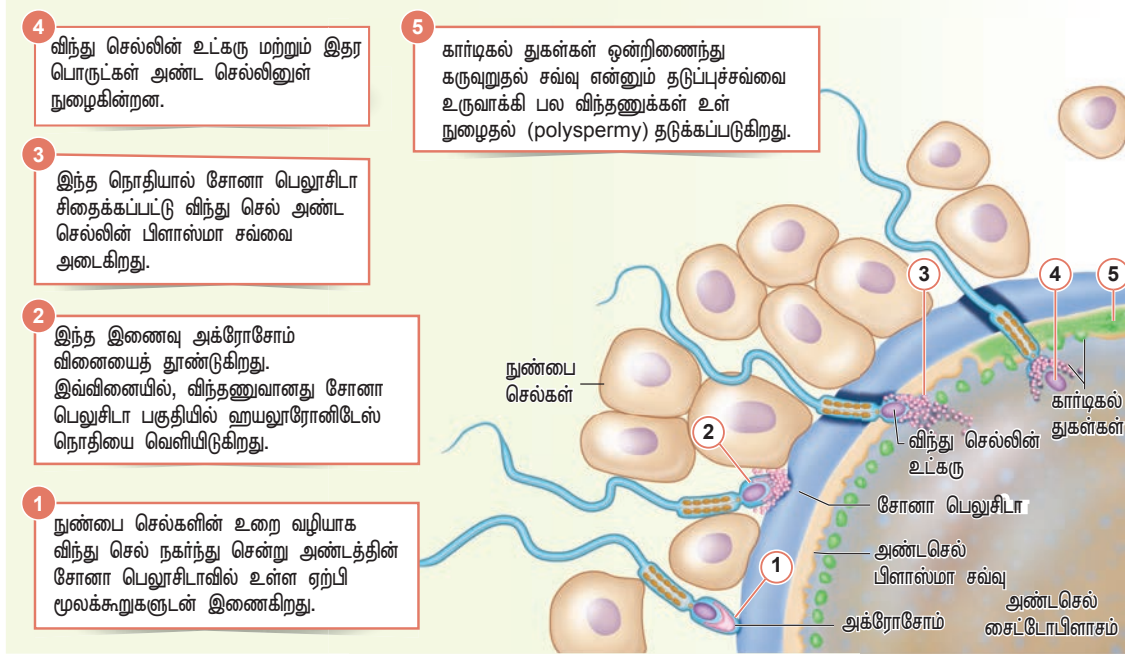 4
விந்து செல்லின் உட்கரு மற்றும் இதர
பொருட்கள் அண்ட செல்லினுள்
நுழைகின்றன.
5
கார்டிகல் துகள்கள் ஒன்றிணைந்து
கருவுறுதல் சவ்வு என்னும் தடுப்புச்சவ்வை
உருவாக்கி பல விந்தணுக்கள் உள்
நுழைதல் (polyspermy) தடுக்கப்படுகிறது.
3
இந்த நொதியால் சோனா பெலூசிடா
சிதைக்கப்பட்டு விந்து செல் அண்ட
செல்லின் பிளாஸ்மா சவ்வை
அடைகிறது.
2
இந்த இணைவு அக்ரோசோம்
வினையைத் தூண்டுகிறது.
இவ்வினையில், விந்தணுவானது சோனா
பெலுசிடா பகுதியில் ஹயலூரோனிடேஸ்
நொதியை வெளியிடுகிறது.
1
நுண்பை செல்களின் உறை வழியாக
விந்து செல் நகர்ந்து சென்று அண்டத்தின்
சோனா பெலூசிடாவில் உள்ள ஏற்பி
மூலக்கூறுகளுடன் இணைகிறது.
3
4
5
நுண்பை
செல்கள்
கார்டிகல்
துகள்கள்
2
விந்து செல்லின்
உட்கரு
சோனா பெலுசிடா
1
அண்டசெல்
பிளாஸ்மா சவ்வு
அண்டசெல்
சைட்டோபிளாசம்
அக்ரோசோம்